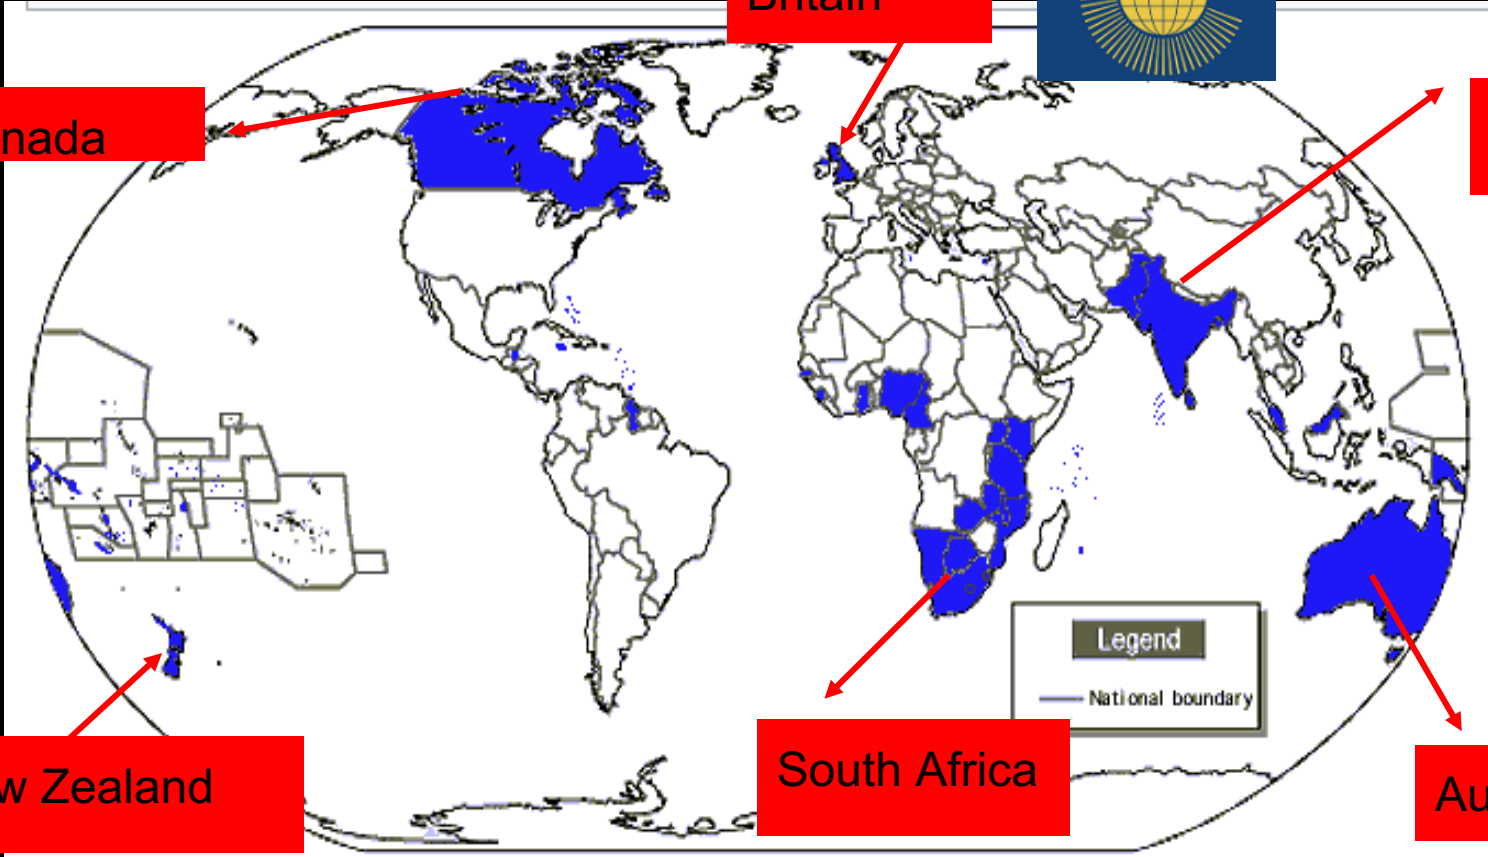 Britain
nada
Legend
National boundary
w Zealand
South Africa
Au